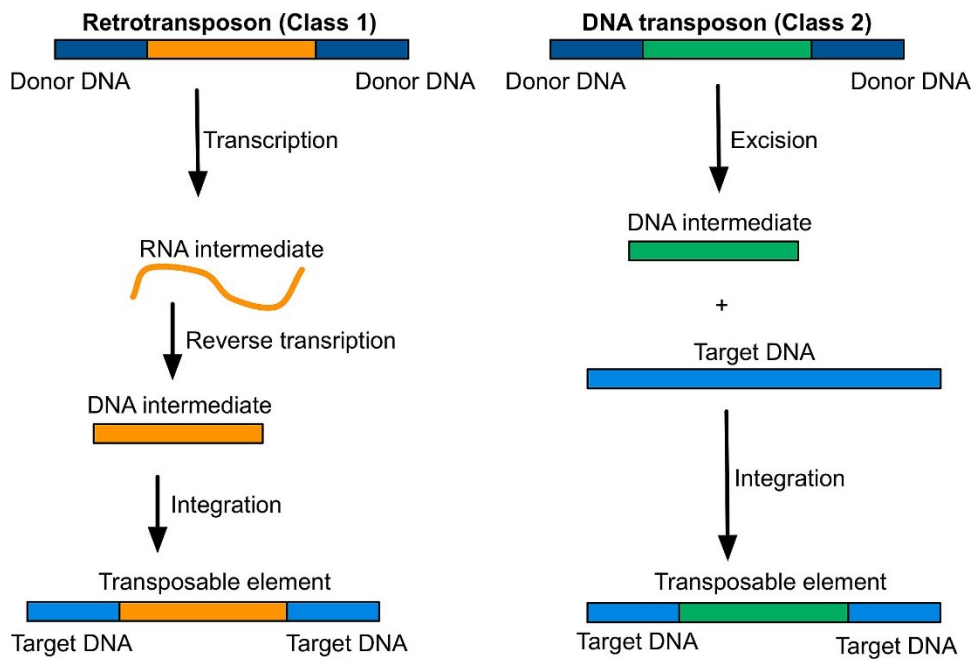 Retrotransposon (Class 1)
Donor DNA
Donor DNA
Transcription
RNA intermediate
Reverse transription
DNA intermediate
Integration
Transposable element
Target DNA
Target DNA
DNA transposon (Class 2)
Donor DNA
Donor DNA
Excision
DNA intermediate
+
Target DNA
Integration
Transposable element
Target DNA
Target DNA